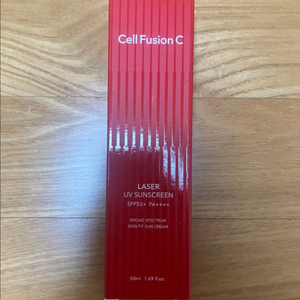 Cell Fusion C
LASER
UV SUNSCREEN
SPF50+ PA++++
BROAD SPECTRUM
SKIN FIT SUN CREAM
50ml 1.69 fl.oz.